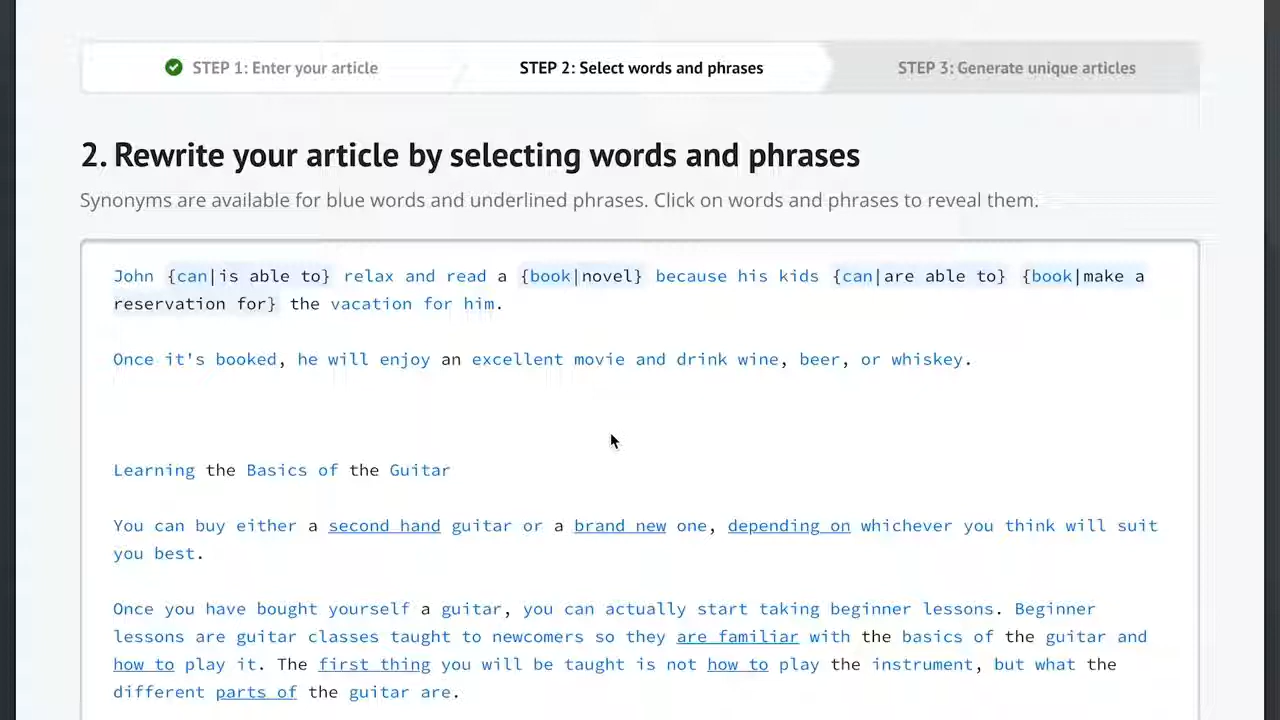 STEP 1: Enter your article
STEP 2: Select words and phrases
STEP 3: Generate unique articles
2. Rewrite your article by selecting words and phrases
Synonyms are available for blue words and underlined phrases. Click on words and phrases to reveal them.
John {can|is able to} relax and read a {book|novel} because his kids {can|are able to} {book|make a
reservation for} the vacation for him.
Once it's booked, he will enjoy an excellent movie and drink wine, beer, or whiskey.
Learning the Basics of the Guitar
You can buy either a second hand guitar or a brand new one, depending on whichever you think will suit
you best.
Once you have bought yourself a guitar, you can actually start taking beginner lessons. Beginner
lessons are guitar classes taught to newcomers so they are familiar with the basics of the guitar and
how to play it. The first thing you will be taught is not how to play the instrument, but what the
different parts of the guitar are.